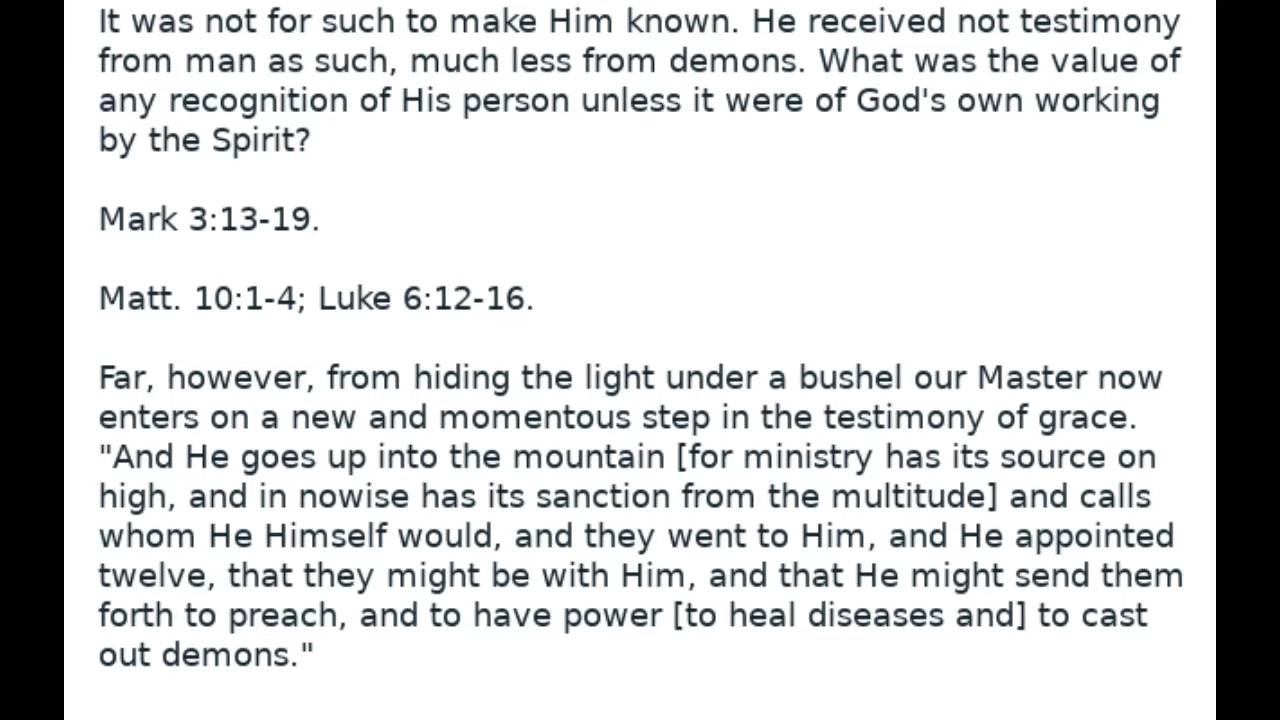 It was not for such to make Him known. He received not testimony
from man as such, much less from demons. What was the value of
any recognition of His person unless it were of God's own working
by the Spirit?
Mark 3:13-19.
Matt. 10:1-4; Luke 6:12-16.
Far, however, from hiding the light under a bushel our Master now
enters on a new and momentous step in the testimony of grace.
"And He goes up into the mountain [for ministry has its source on
high, and in nowise has its sanction from the multitude] and calls
whom He Himself would, and they went to Him, and He appointed
twelve, that they might be with Him, and that He might send them
forth to preach, and to have power [to heal diseases and] to cast
out demons."